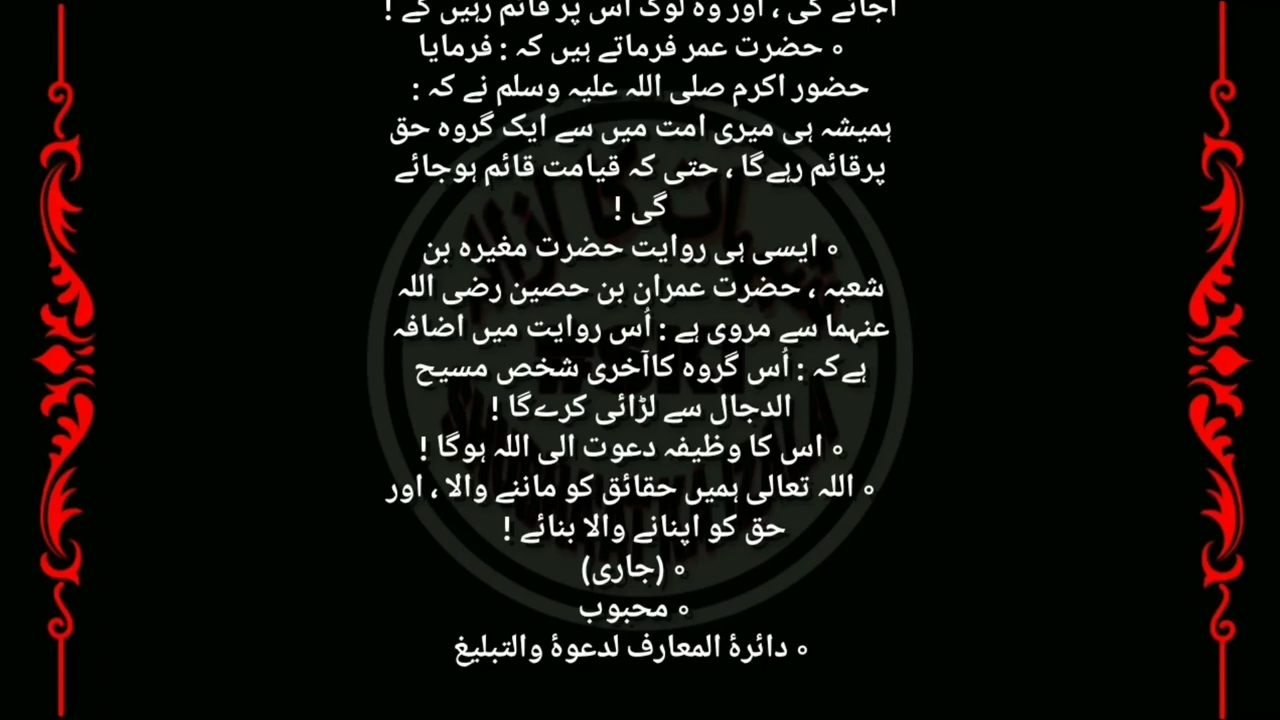 اجائے گی ، اور وہ لوگ اس پر قائم رہیں گے !
٥ حضرت عمر فرماتے ہیں کہ : فرمایا
حضور اکرم صلی اللہ علیہ وسلم نے کہ :
ہمیشہ ہی میری امت میں سے ایک گروہ حق
پرقائم رہےگا ، حتی کہ قیامت قائم ہوجائے
گی !
٥ ایسی ہی روایت حضرت مغیرہ بن
شعبہ ، حضرت عمران بن حصین رضی اللہ
عنہما سے مروی ہے : اُس روایت میں اضافہ
ہےکہ : اُس گروہ کاآخری شخص مسیح
الدجال سے لڑائی کرےگا !
٥ اس کا وظیفہ دعوت الی اللہ ہوگا !
٥ اللہ تعالی ہمیں حقائق کو ماننے والا ، اور
حق کو اپنانے والا بنائے !
٥ (جاری)
٥ محبوب
٥ دائرۂ المعارف لدعوۂ والتبلیغ